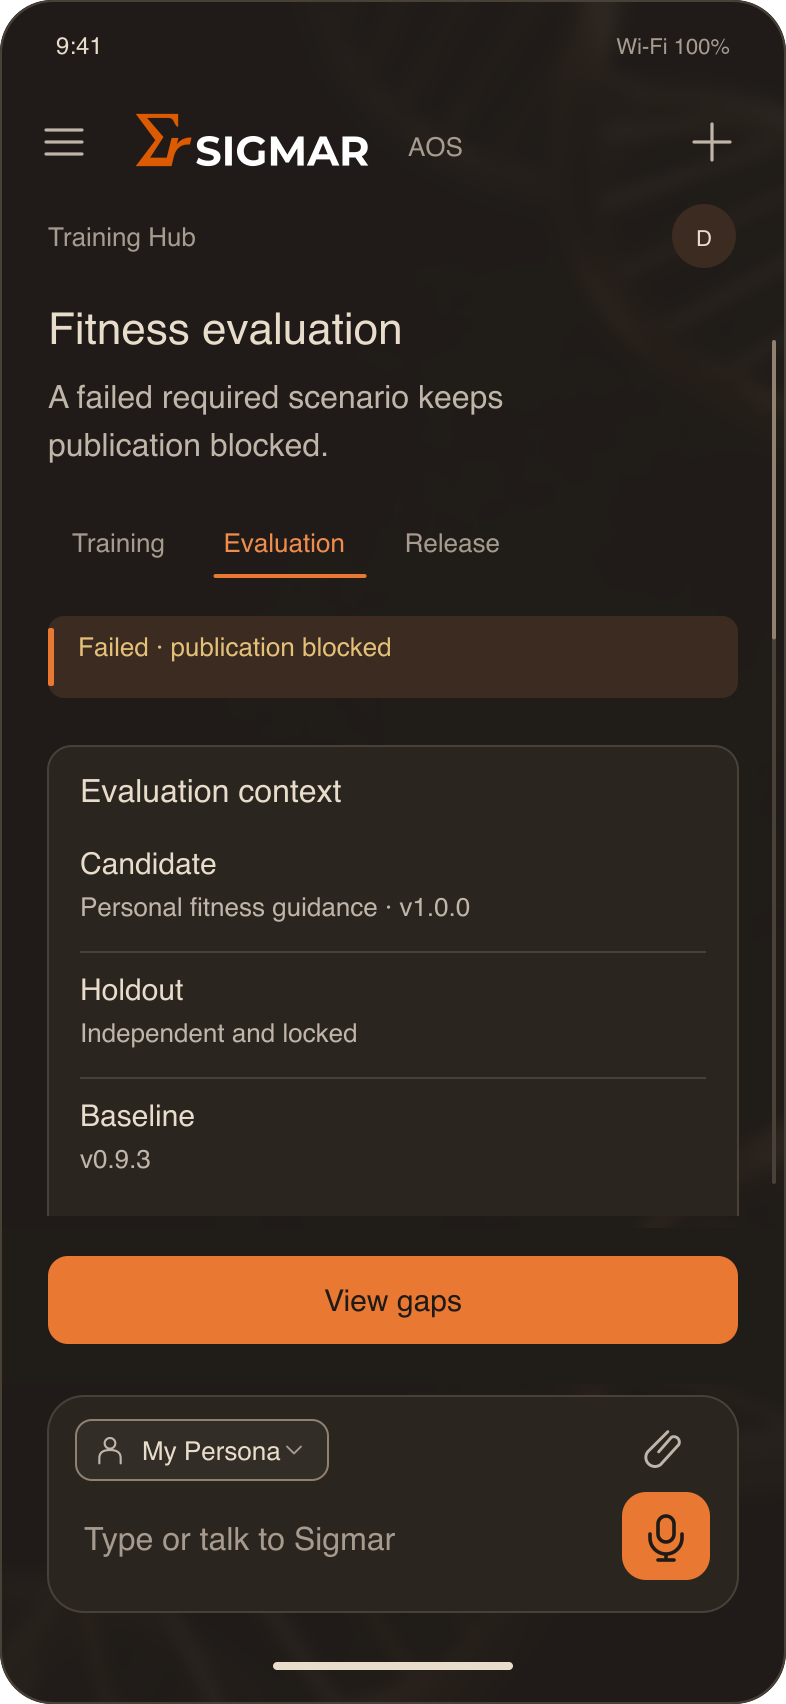 9:41
Wi-Fi 100%
Σr SIGMAR AOS
Training Hub
D
Fitness evaluation
A failed required scenario keeps
publication blocked.
Training Evaluation Release
Failed · publication blocked
Evaluation context
Candidate
Personal fitness guidance · v1.0.0
Holdout
Independent and locked
Baseline
v0.9.3
View gaps
My Persona
Type or talk to Sigmar